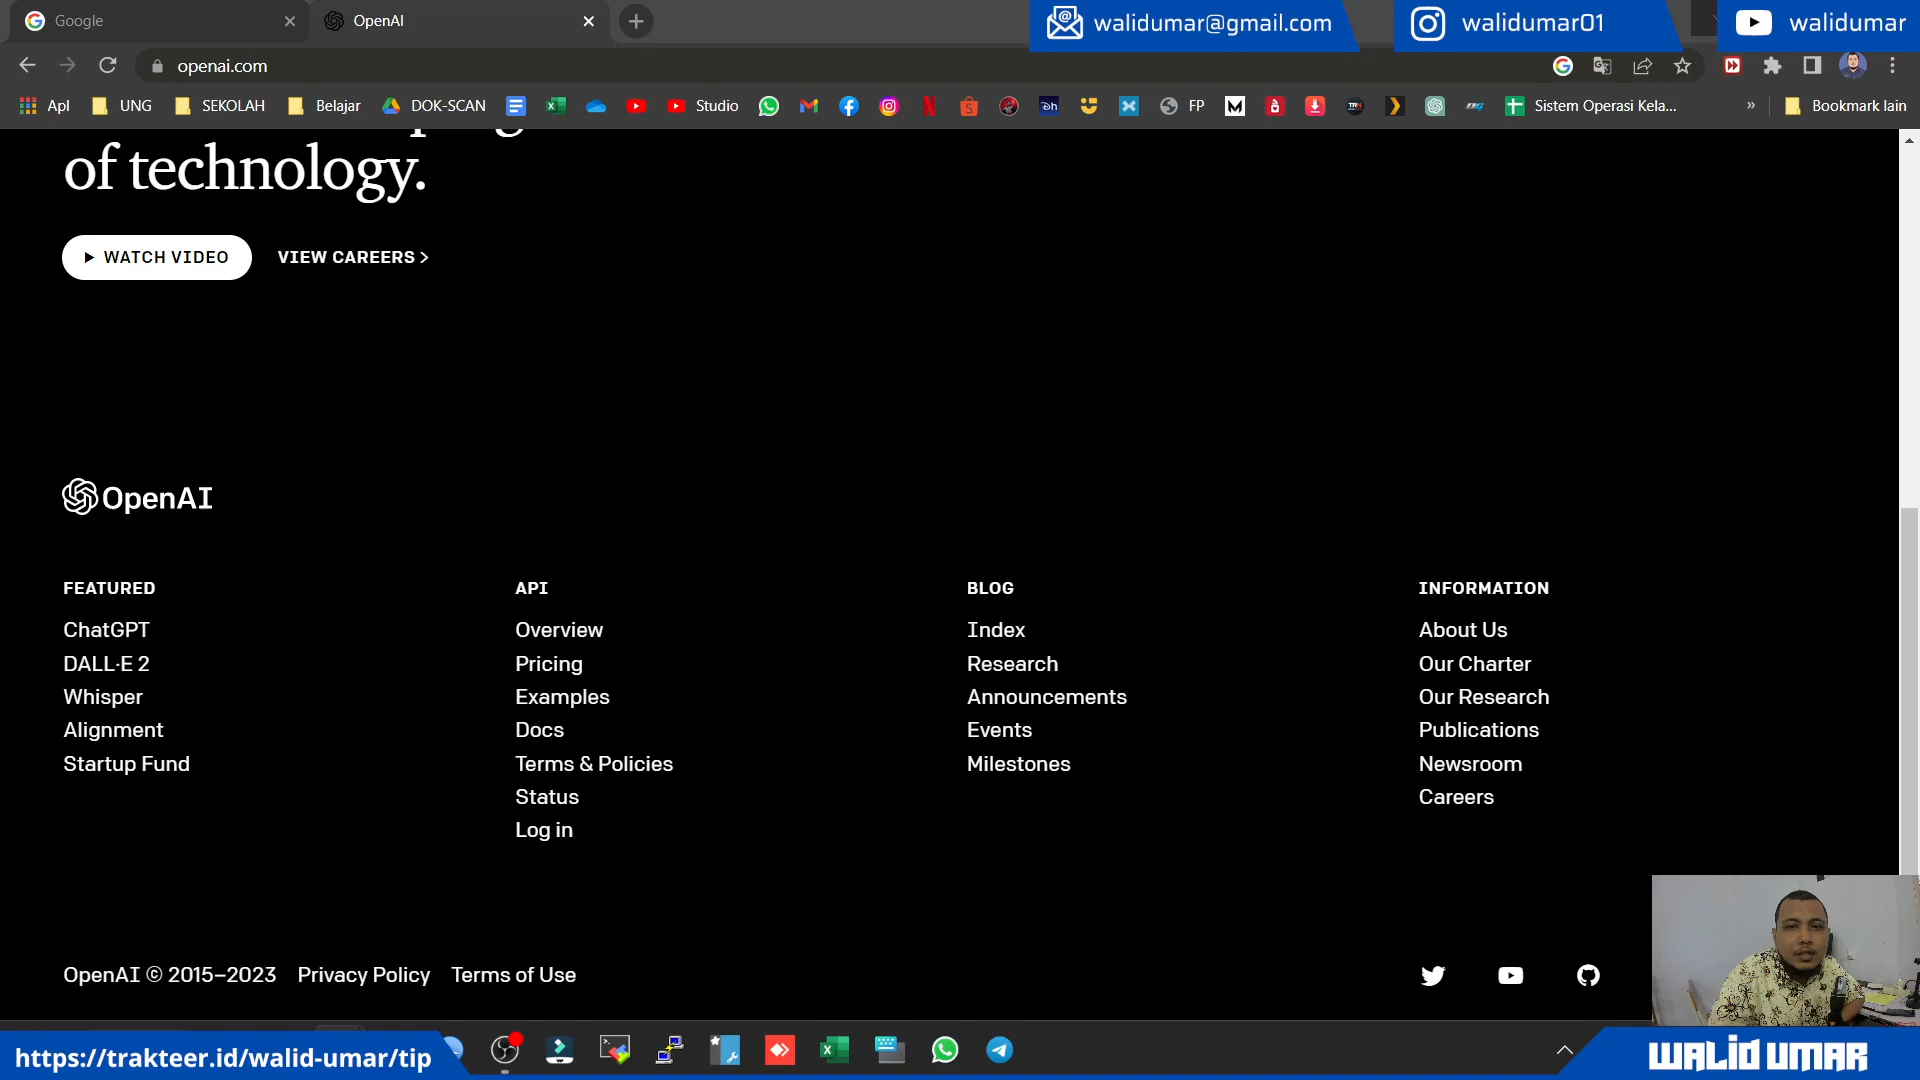 Google
OpenAI
walidumar@gmail.com
walidumar01
walidumar
openai.com
Apl
UNG
SEKOLAH
Belajar
DOK-SCAN
Studio
FP
Sistem Operasi Kela...
»
Bookmark lain
of technology.
WATCH VIDEO
VIEW CAREERS >
OpenAI
FEATURED
ChatGPT
DALL·E 2
Whisper
Alignment
Startup Fund
API
Overview
Pricing
Examples
Docs
Terms & Policies
Status
Log in
BLOG
Index
Research
Announcements
Events
Milestones
INFORMATION
About Us
Our Charter
Our Research
Publications
Newsroom
Careers
OpenAI © 2015–2023 Privacy Policy Terms of Use
https://trakteer.id/walid-umar/tip
WALID UMAR